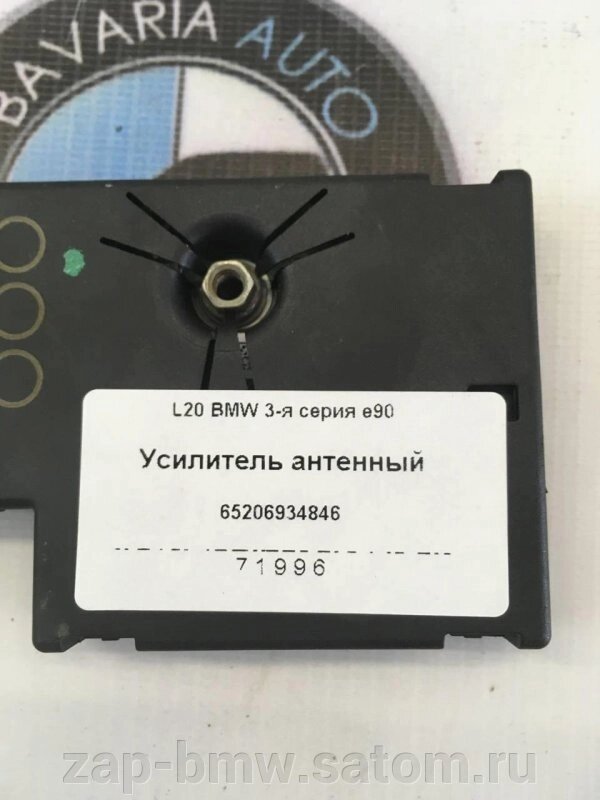 BAVARIA AUTO
L20 BMW 3-я серия e90
Усилитель антенный
65206934846
71996
zap-bmw.satom.ru